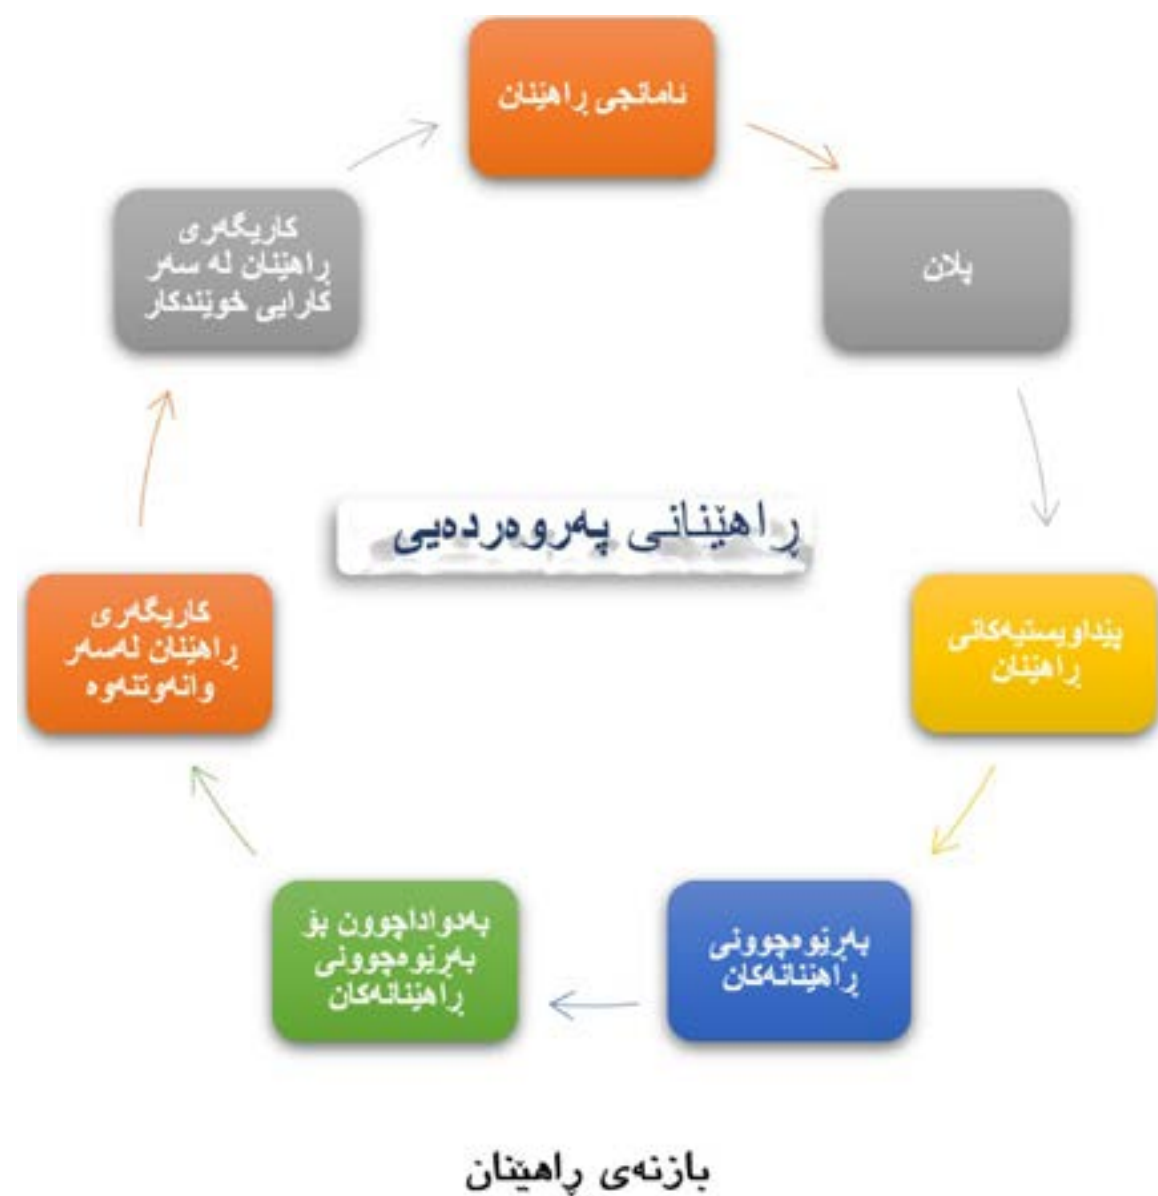 ئامانجی ڕاهێنان
پلان
پێداویستیەکانی
ڕاهێنان
بەڕێوەچوونی
ڕاهێنانەکان
بەدواداچوون بۆ
بەڕێوەچوونی
ڕاهێنانەکان
کاریگەری
ڕاهێنان لەسەر
وانەوتنەوە
کاریگەری
ڕاهێنان لە سەر
کارایی خوێندکار
ڕاهێنانی پەروەردەیی
بازنەی ڕاهێنان